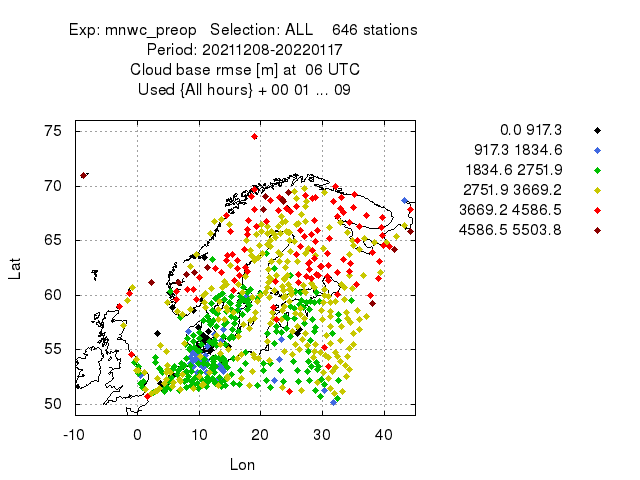 Exp: mnwc_preop   Selection: ALL    646 stations
Period: 20211208-20220117
Cloud base rmse [m] at  06 UTC
Used {All hours} + 00 01 ... 09
0.0 917.3
917.3 1834.6
1834.6 2751.9
2751.9 3669.2
3669.2 4586.5
4586.5 5503.8
75
70
65
60
55
50
Lat
-10 0 10 20 30 40
Lon